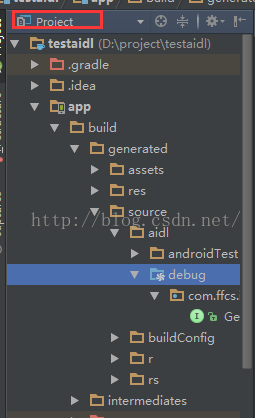 testaidl
app
build
Project
testaidl (D:\project\testaidl)
.gradle
.idea
app
build
generated
assets
res
source
http://blog.csdn.net/
aidl
androidTest
debug
com.ffcs.
Ge
buildConfig
r
rs
intermediates